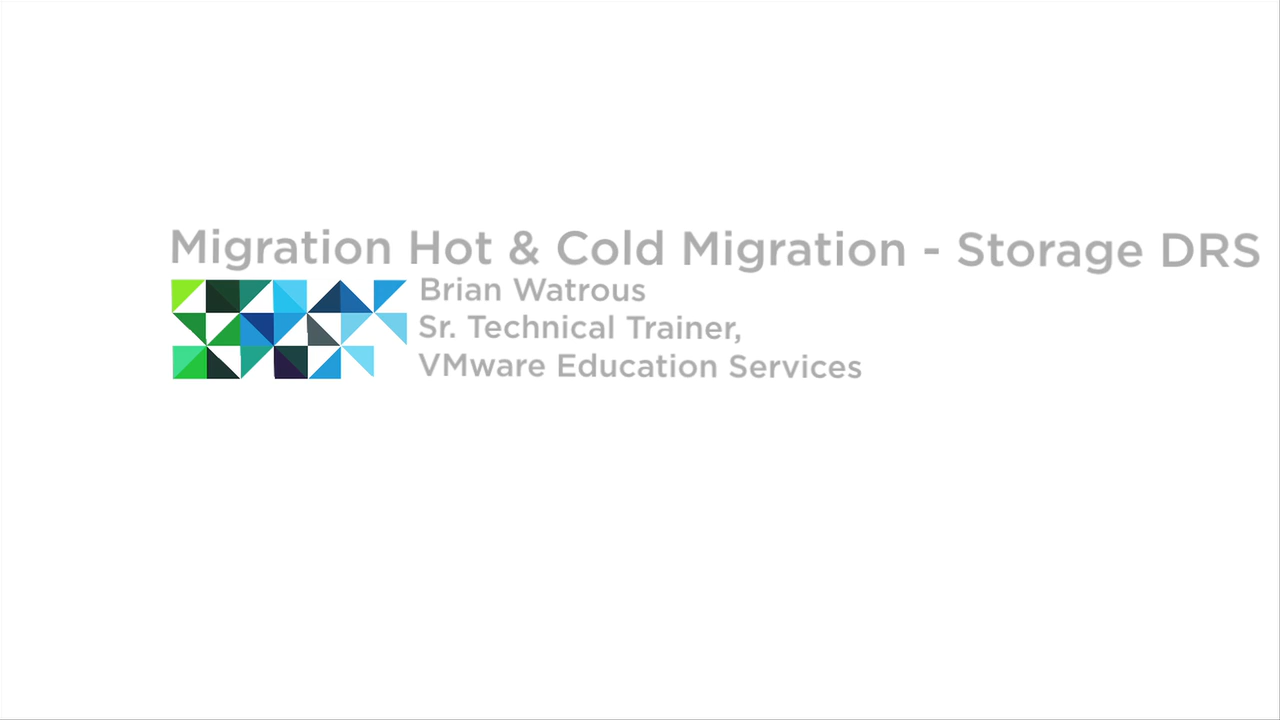 Migration Hot & Cold Migration - Storage DRS
Brian Watrous
Sr. Technical Trainer,
VMware Education Services